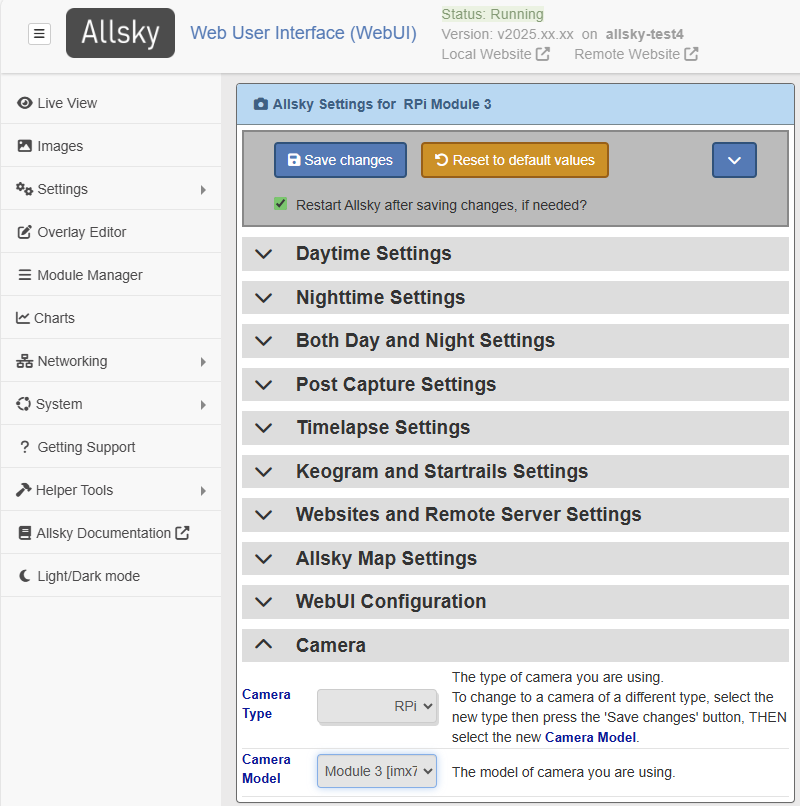 Allsky
Web User Interface (WebUI)
Status: Running
Version: v2025.xx.xx on allsky-test4
Local Website
Remote Website
Live View
Images
Settings
Overlay Editor
Module Manager
Charts
Networking
System
Getting Support
Helper Tools
Allsky Documentation
Light/Dark mode
Allsky Settings for RPi Module 3
Save changes
Reset to default values
Restart Allsky after saving changes, if needed?
Daytime Settings
Nighttime Settings
Both Day and Night Settings
Post Capture Settings
Timelapse Settings
Keogram and Startrails Settings
Websites and Remote Server Settings
Allsky Map Settings
WebUI Configuration
Camera
Camera
Type
RPi
The type of camera you are using.
To change to a camera of a different type, select the
new type then press the 'Save changes' button, THEN
select the new Camera Model.
Camera
Model
Module 3 [imx7
The model of camera you are using.